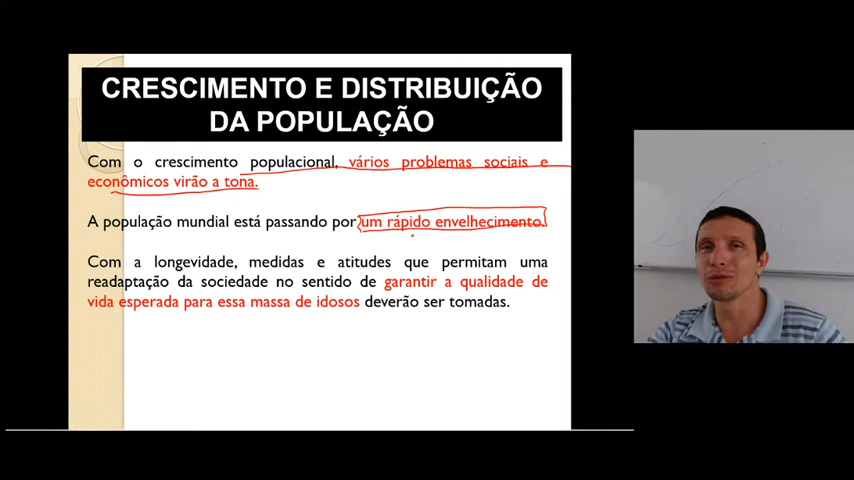 CRESCIMENTO E DISTRIBUIÇÃO
DA POPULAÇÃO
Com o crescimento populacional, vários problemas sociais e
econômicos virão a tona.
A população mundial está passando por um rápido envelhecimento.
Com a longevidade, medidas e atitudes que permitam uma
readaptação da sociedade no sentido de garantir a qualidade de
vida esperada para essa massa de idosos deverão ser tomadas.